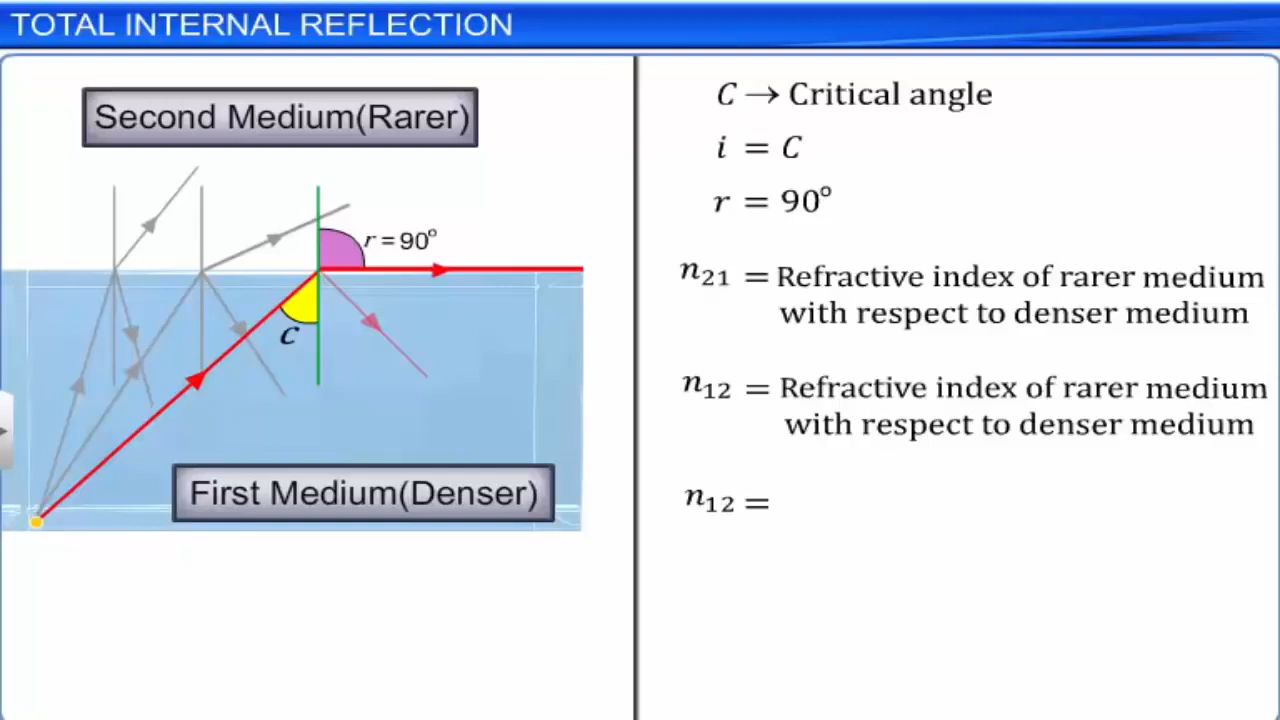 TOTAL INTERNAL REFLECTION
Second Medium(Rarer)
r = 90°
C
First Medium(Denser)
C → Critical angle
i = C
r = 90°
n₂₁ = Refractive index of rarer medium
with respect to denser medium
n₁₂ = Refractive index of rarer medium
with respect to denser medium
n₁₂ =